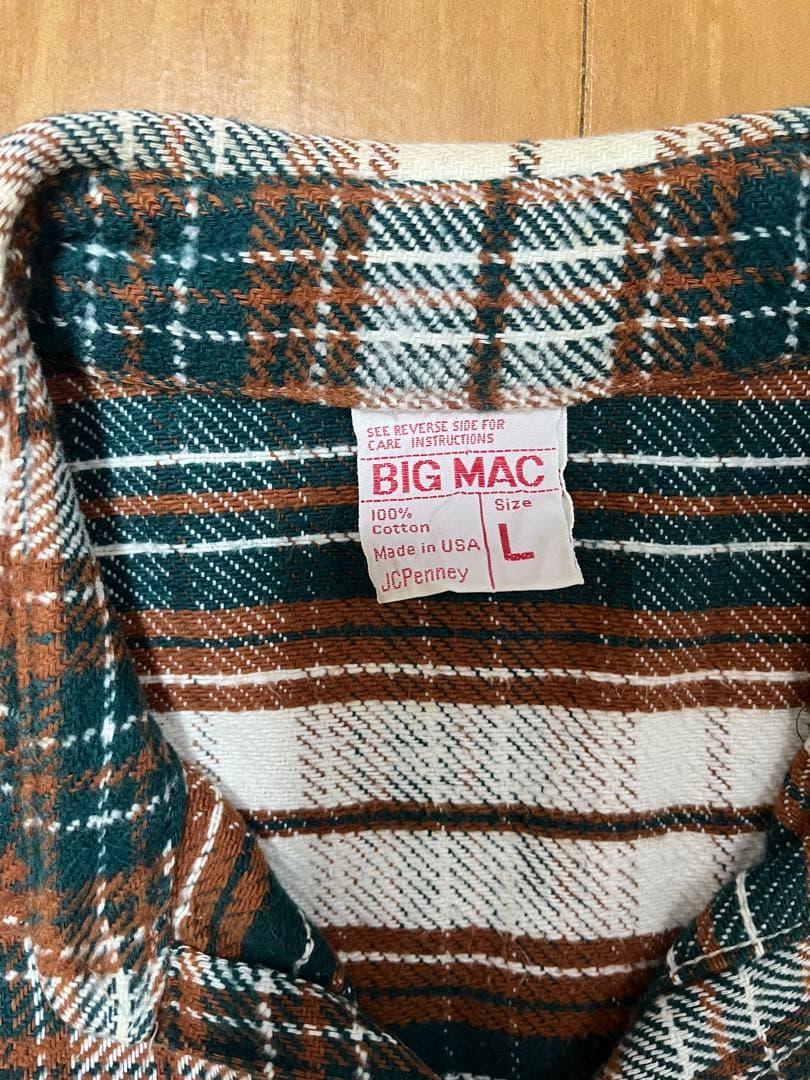 SEE REVERSE SIDE FOR
CARE INSTRUCTIONS
BIG MAC
100%
Cotton
Made in USA
JCPenney
Size
L